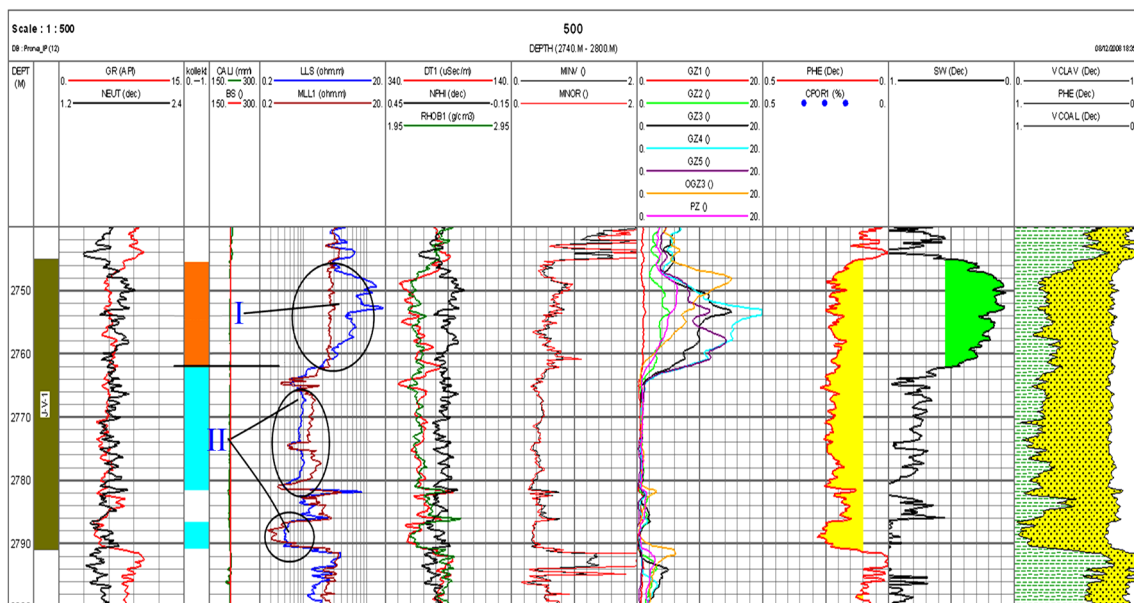 Scale : 1 : 500
500
DB : Prona_IP (12)
DEPTH (2740.M - 2800.M)
DEPT
(M)
GR (API)
0. 15.
NEUT (dec)
1.2 2.4
kollekt
0. 1.
CALI (mm)
150. 300.
BS ()
150. 300.
LLS (ohm.m)
0.2 20.
MLL1 (ohm.m)
0.2 20.
DT1 (uSec/m)
340. 140.
NPHI (dec)
0.45 -0.15
RHOB1 (g/cm3)
1.95 2.95
MINV ()
0. 2.
MNOR ()
0. 2.
GZ1 ()
0. 20.
GZ2 ()
0. 20.
GZ3 ()
0. 20.
GZ4 ()
0. 20.
GZ5 ()
0. 20.
OGZ3 ()
0. 20.
PZ ()
0. 20.
PHE (Dec)
0.5 0.
CPOR1 (%)
0.5 0.
SW (Dec)
1. 0.
VCLAV (Dec)
0. 1
PHE (Dec)
1. 0
VCOAL (Dec)
1. 0
2750
2760
2770
2780
2790
J-V-1
I
II